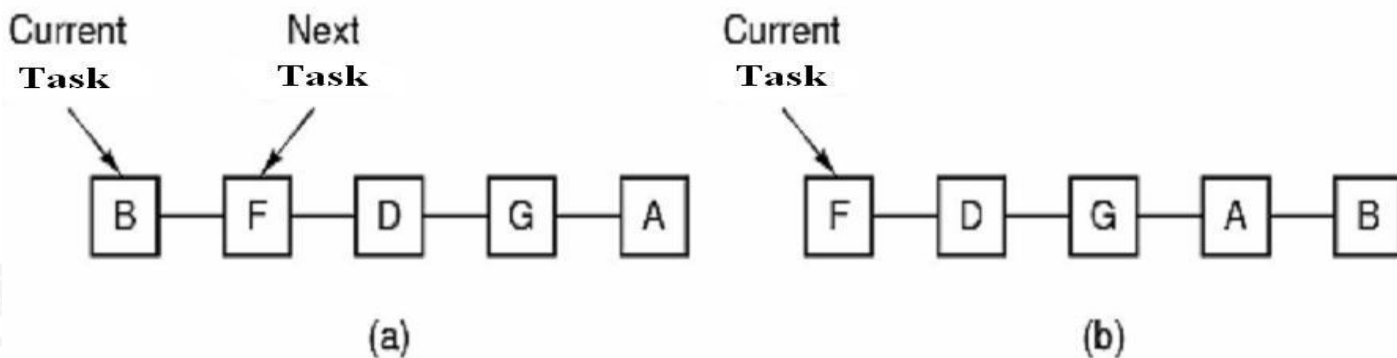 Current Next Current
Task Task Task
B F D G A F D G A B
(a) (b)